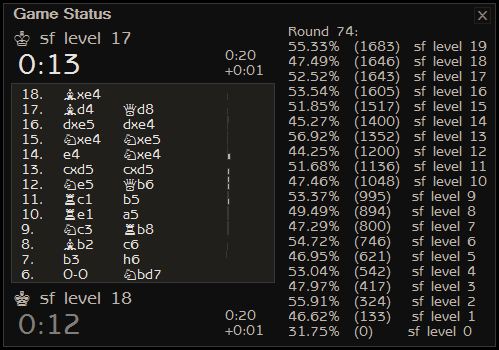 Game Status
♔ sf level 17
0:13
0:20
+0:01
18. ♗xe4
17. ♗d4 ♕d8
16. dxe5 dxe4
15. ♘xe4 ♘xe5
14. e4 ♘xe4
13. cxd5 cxd5
12. ♘e5 ♕b6
11. ♖c1 b5
10. ♖e1 a5
9. ♘c3 ♖b8
8. ♗b2 c6
7. b3 h6
6. O-O ♘bd7
♚ sf level 18
0:12
0:20
+0:01
Round 74:
55.33% (1683) sf level 19
47.49% (1646) sf level 18
52.52% (1643) sf level 17
53.54% (1605) sf level 16
51.85% (1517) sf level 15
45.27% (1400) sf level 14
56.92% (1352) sf level 13
44.25% (1200) sf level 12
51.68% (1136) sf level 11
47.46% (1048) sf level 10
53.37% (995) sf level 9
49.49% (894) sf level 8
47.29% (800) sf level 7
54.72% (746) sf level 6
46.95% (621) sf level 5
53.04% (542) sf level 4
47.97% (417) sf level 3
55.91% (324) sf level 2
46.62% (133) sf level 1
31.75% (0) sf level 0